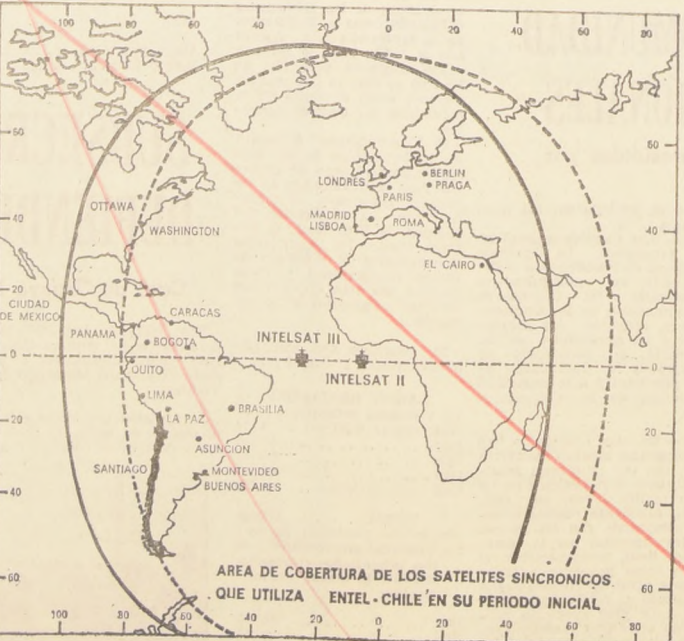 100 80 60 40 20 0 20 40 60 80
60
60
OTTAWA
WASHINGTON
LONDRES
BERLIN
PRAGA
PARIS
MADRID
LISBOA
ROMA
40
40
EL CAIRO
20
CIUDAD
DE MEXICO
CARACAS
PANAMA
BOGOTA
INTELSAT III
0
0
QUITO
INTELSAT II
LIMA
LA PAZ
BRASILIA
20
20
ASUNCION
SANTIAGO
MONTEVIDEO
BUENOS AIRES
40
40
60
60
AREA DE COBERTURA DE LOS SATELITES SINCRONICOS
QUE UTILIZA ENTEL-CHILE EN SU PERIODO INICIAL
100 80 60 40 20 0 20 40 60 80